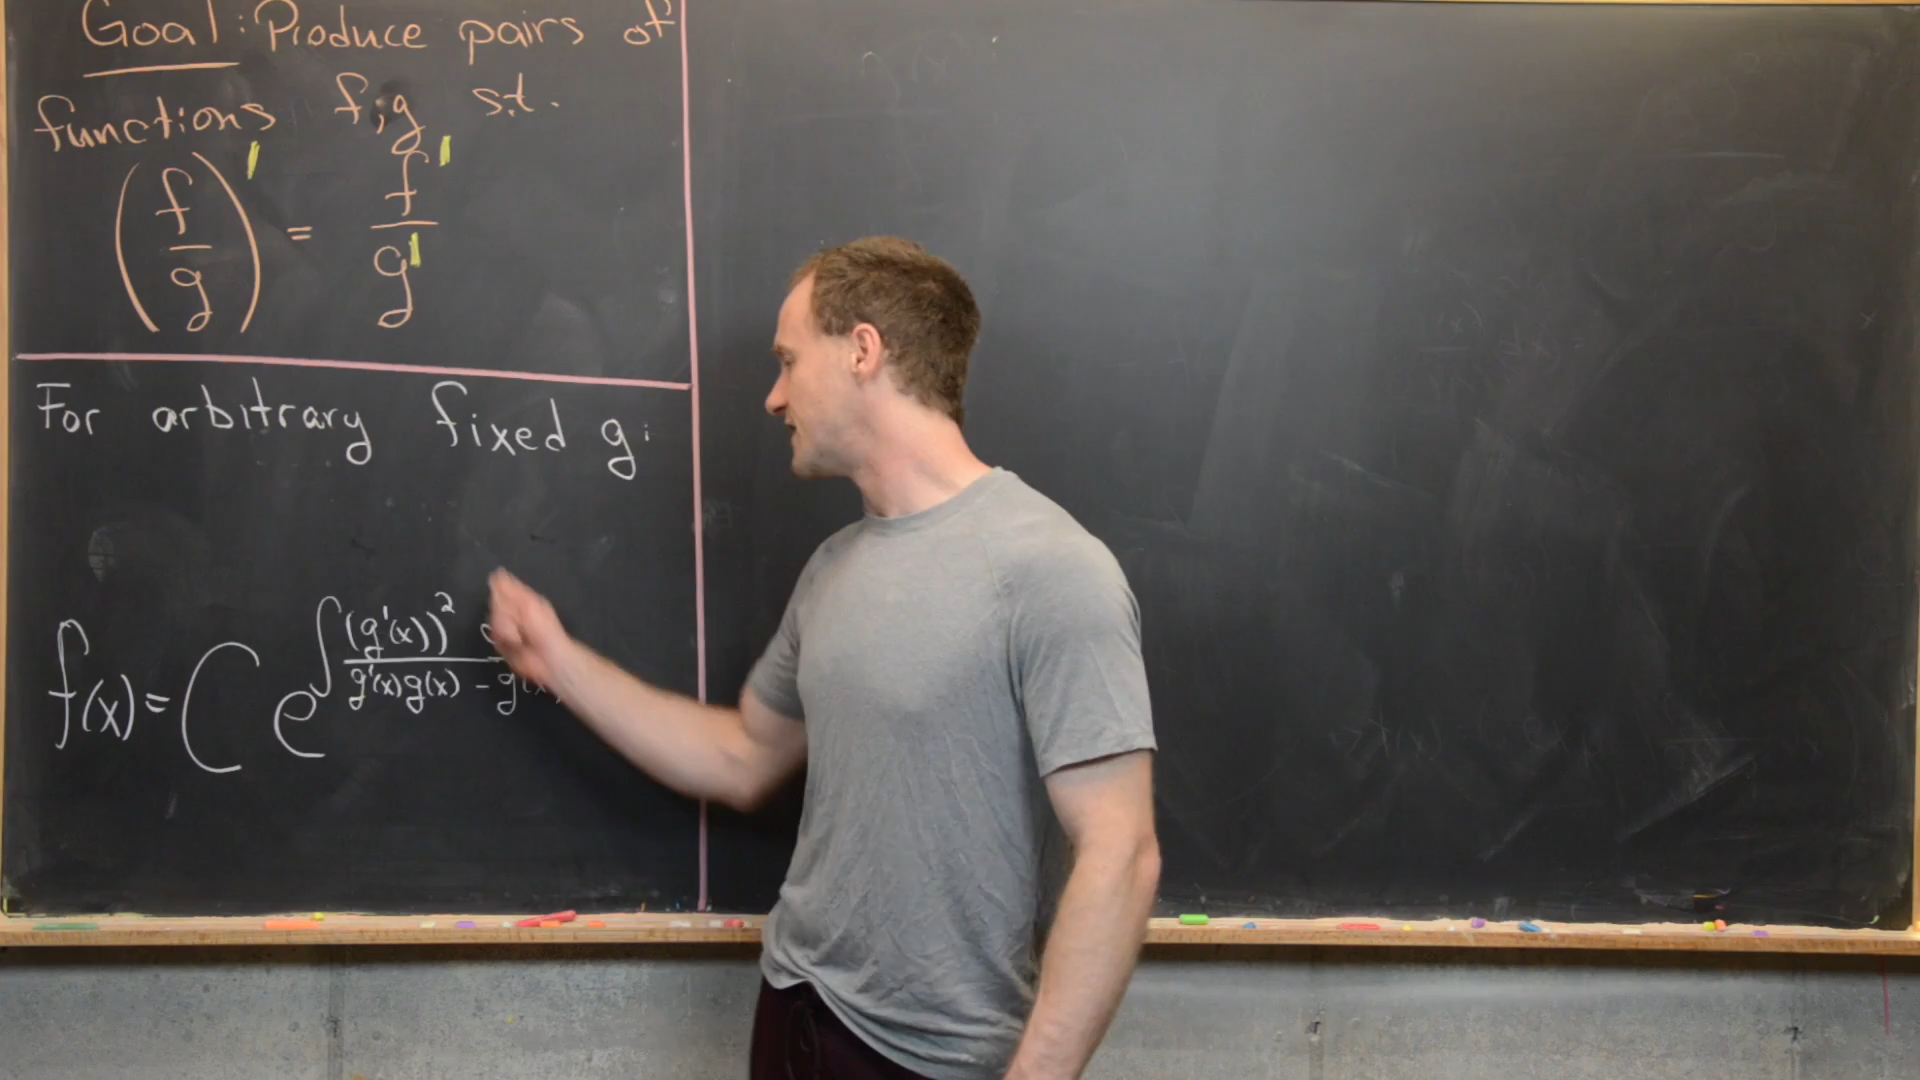 Goal: Produce pairs of
functions f, g s.t.
(f/g)' = f'/g'
For arbitrary fixed g:
f(x) = C e^∫ (g'(x))² / g'(x)g(x) - g(x)